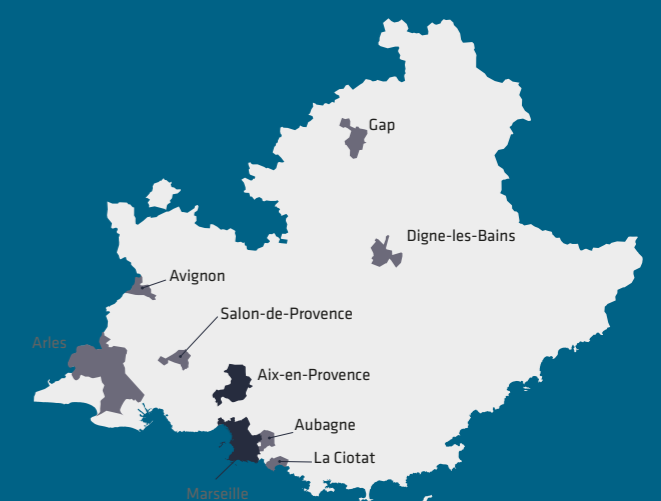 Gap
Digne-les-Bains
Avignon
Salon-de-Provence
Arles
Aix-en-Provence
Aubagne
La Ciotat
Marseille